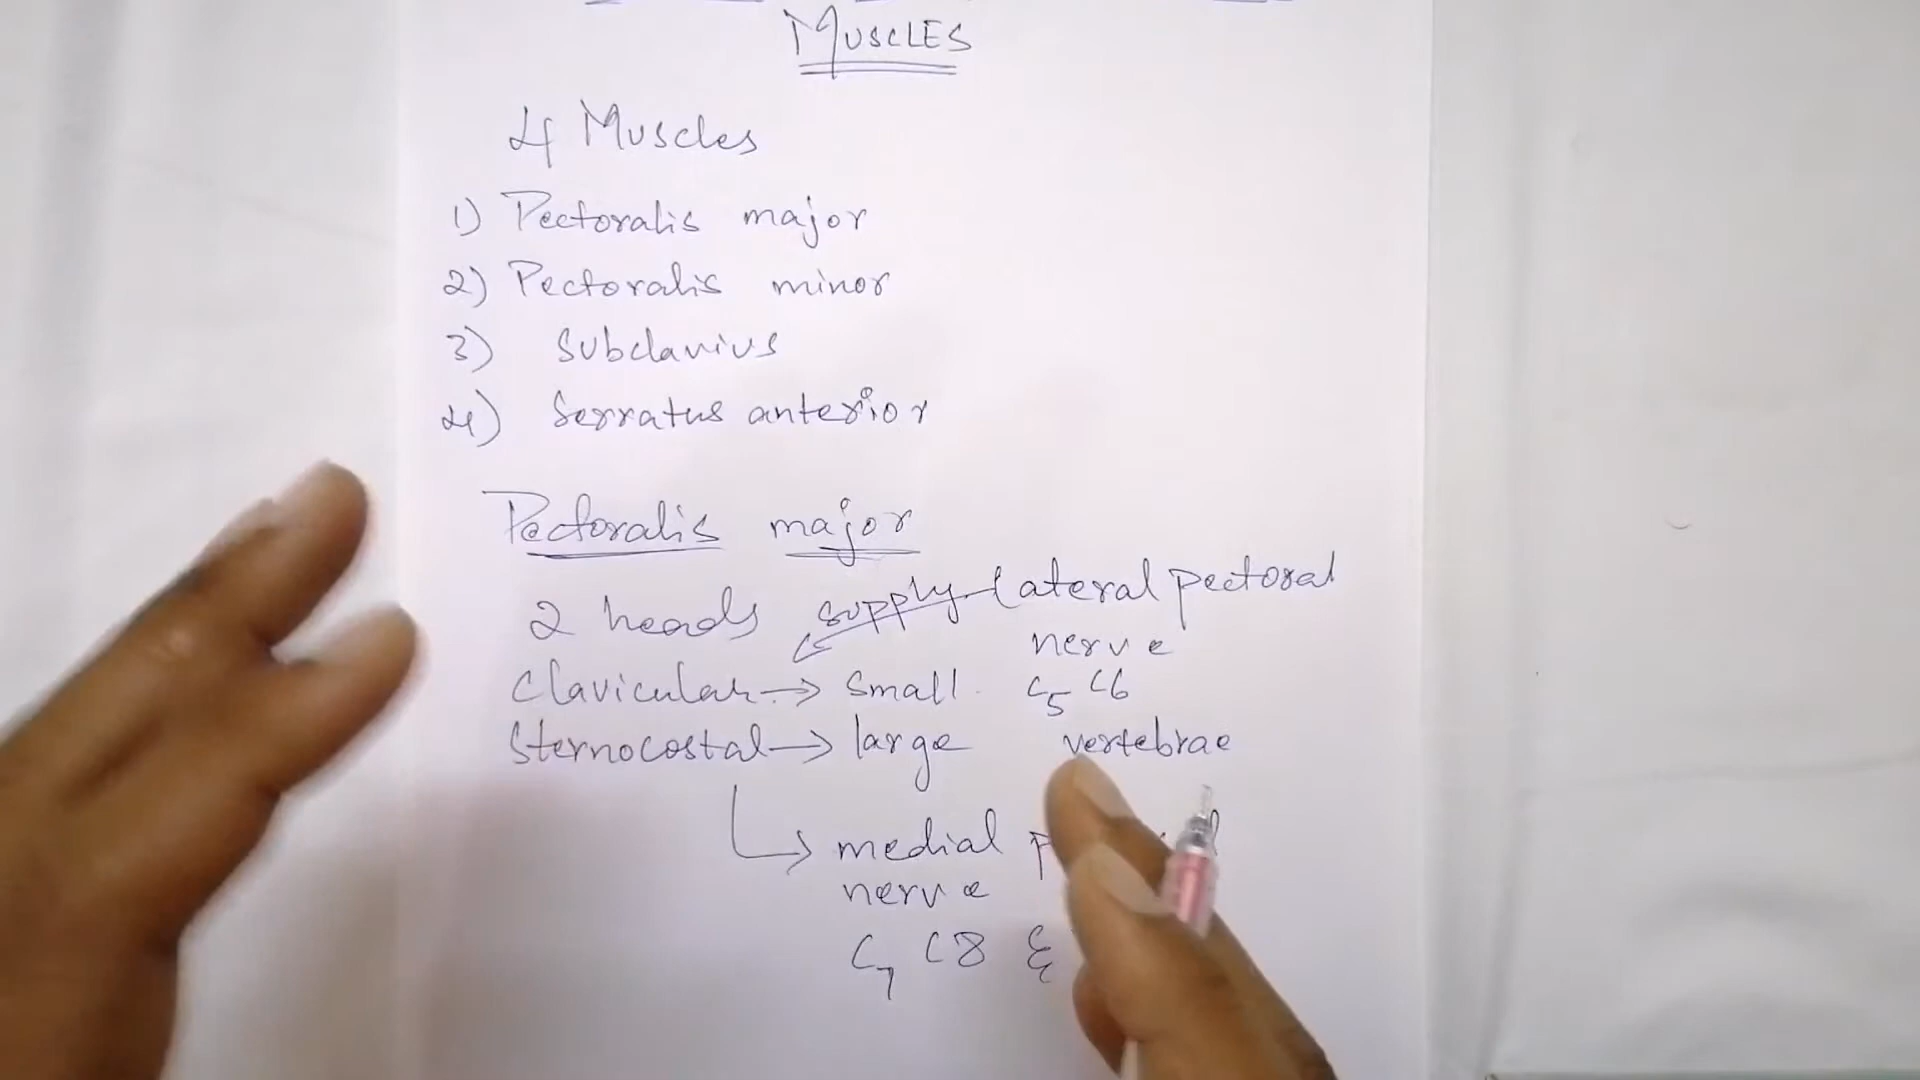 MUSCLES
4 Muscles
1) Pectoralis major
2) Pectoralis minor
3) Subclavius
4) Serratus anterior
Pectoralis major
2 heads supply lateral pectoral
nerve
Clavicular → small C5 C6
Sternocostal → large vertebrae
↳ medial
nerve
C7 C8 &